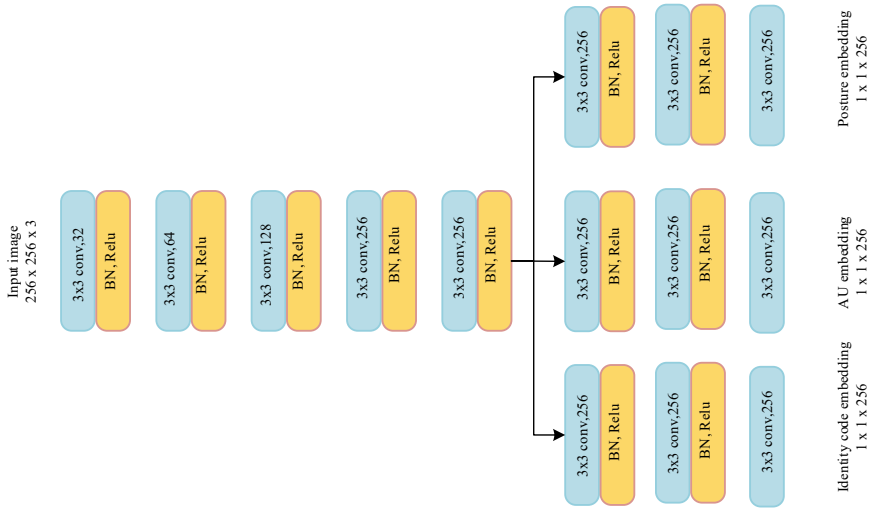 Input image
256 x 256 x 3
3x3 conv,32
BN, Relu
3x3 conv,64
BN, Relu
3x3 conv,128
BN, Relu
3x3 conv,256
BN, Relu
3x3 conv,256
BN, Relu
3x3 conv,256
BN, Relu
3x3 conv,256
BN, Relu
3x3 conv,256
Posture embedding
1 x 1 x 256
3x3 conv,256
BN, Relu
3x3 conv,256
BN, Relu
3x3 conv,256
AU embedding
1 x 1 x 256
3x3 conv,256
BN, Relu
3x3 conv,256
BN, Relu
3x3 conv,256
Identity code embedding
1 x 1 x 256